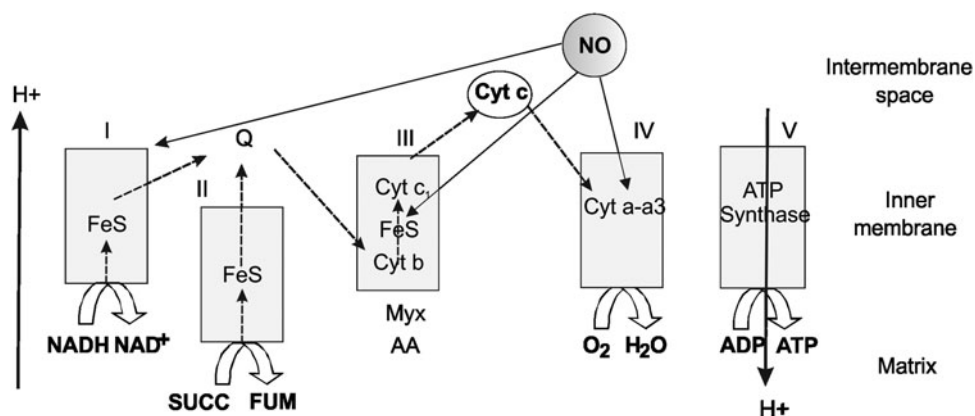 NO
Intermembrane
space
H+
Cyt c
I
Q
III
IV
V
II
Cyt c1
ATP
Synthase
Cyt a-a3
Inner
membrane
FeS
FeS
Cyt b
FeS
Myx
AA
NADH NAD+
O2 H2O
ADP ATP
Matrix
SUCC FUM
H+